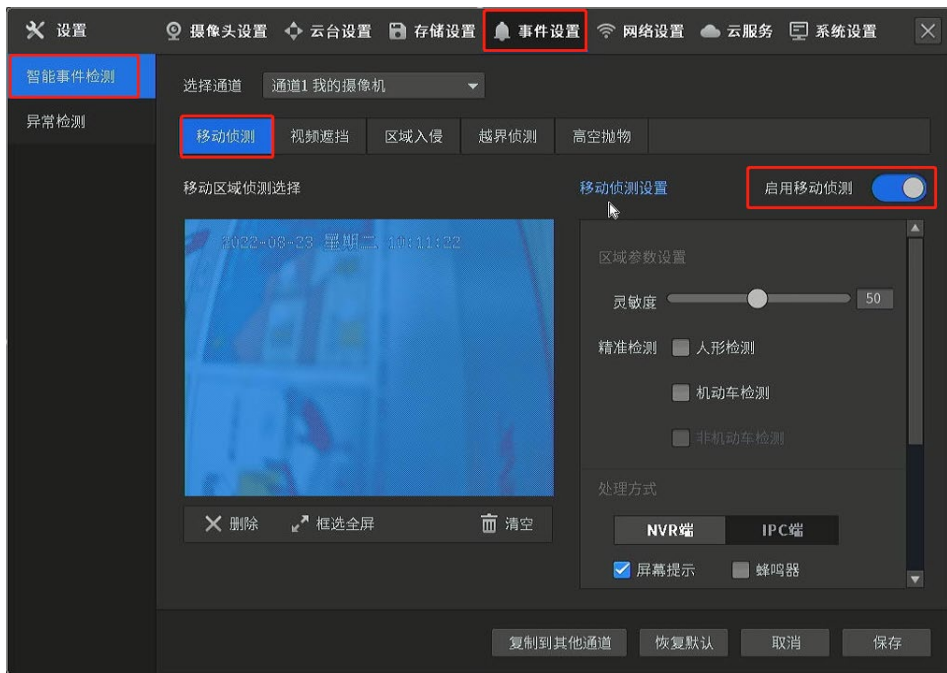 设置 摄像头设置 云台设置 存储设置 事件设置 网络设置 云服务 系统设置
智能事件检测
异常检测
选择通道 通道1 我的摄像机
移动侦测 视频遮挡 区域入侵 越界侦测 高空抛物
移动区域侦测选择
移动侦测设置 启用移动侦测
2022-08-23 星期二 10:11:22
区域参数设置
灵敏度 50
精准检测 人形检测
机动车检测
非机动车检测
处理方式
NVR端 IPC端
屏幕提示 蜂鸣器
删除 框选全屏 清空
复制到其他通道 恢复默认 取消 保存